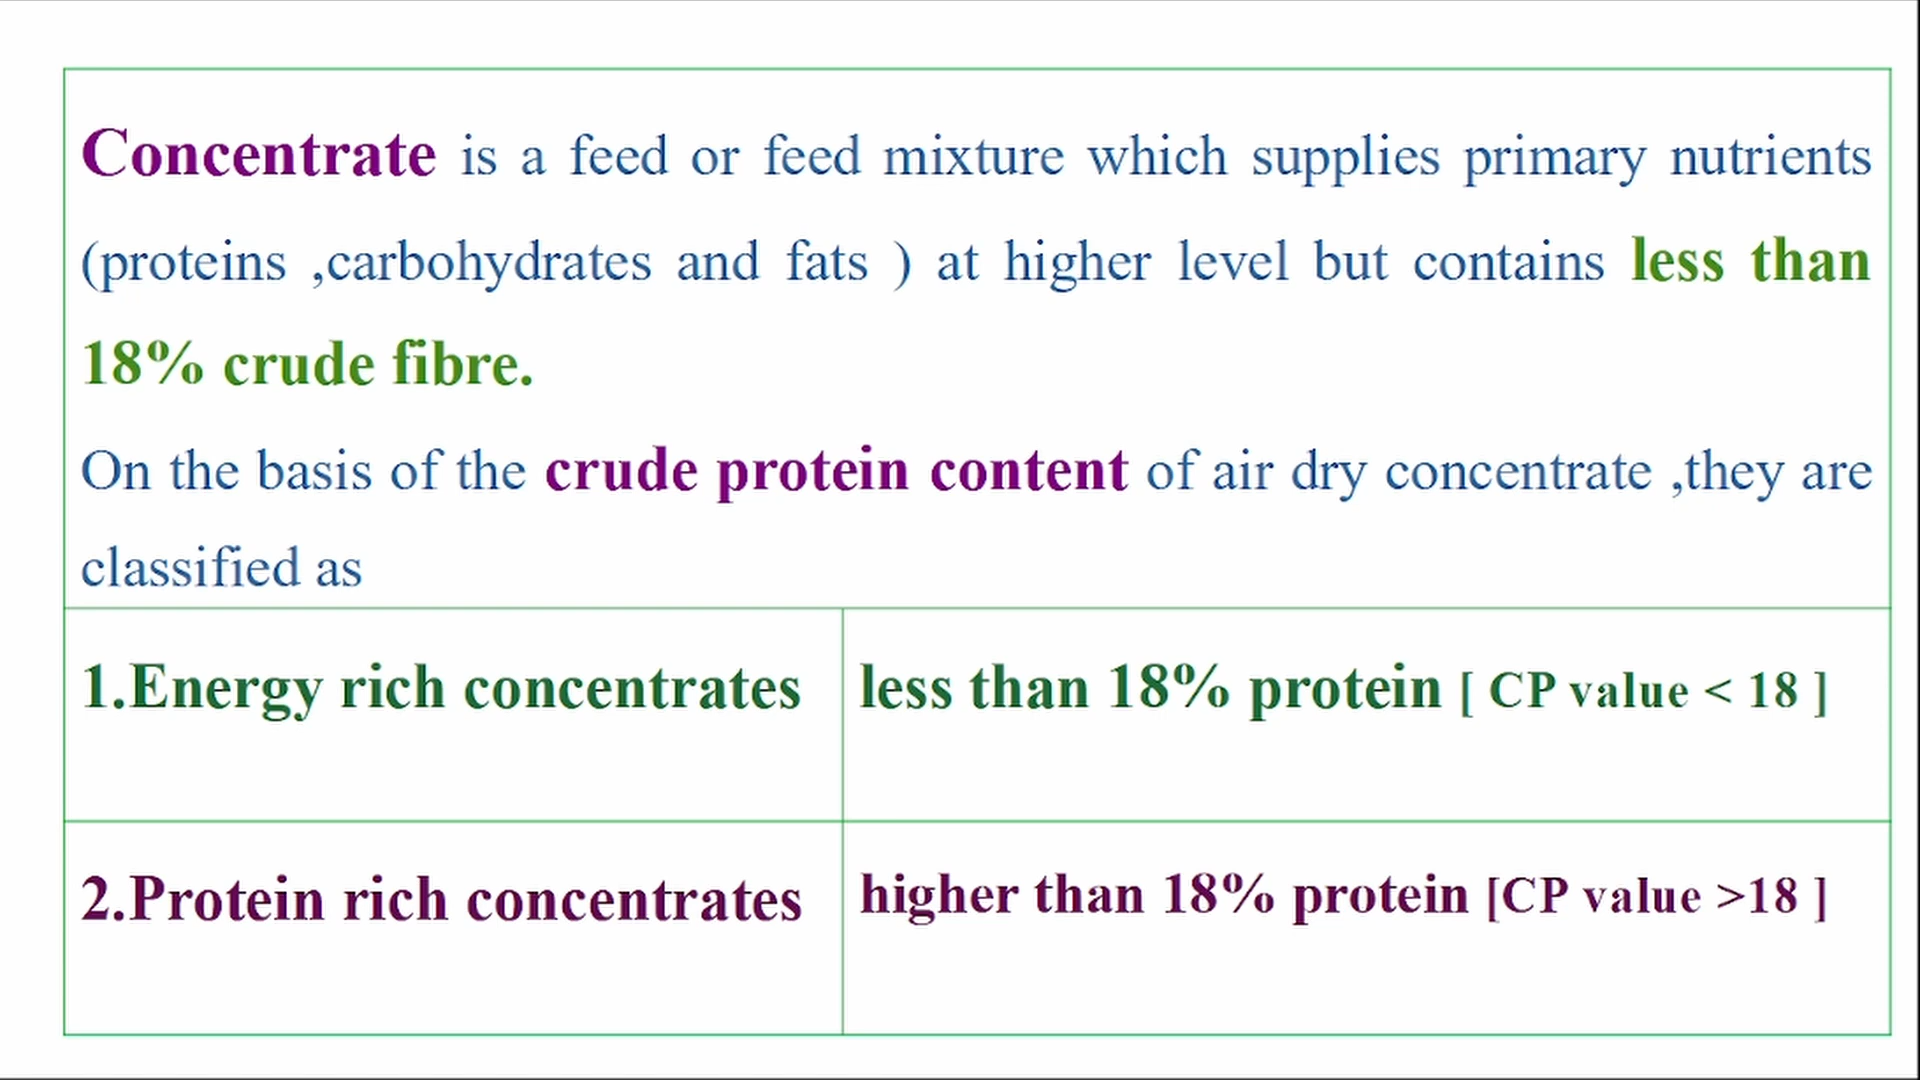 Concentrate is a feed or feed mixture which supplies primary nutrients
(proteins ,carbohydrates and fats ) at higher level but contains less than
18% crude fibre.
On the basis of the crude protein content of air dry concentrate ,they are
classified as
1.Energy rich concentrates less than 18% protein [ CP value < 18 ]
2.Protein rich concentrates higher than 18% protein [CP value >18 ]